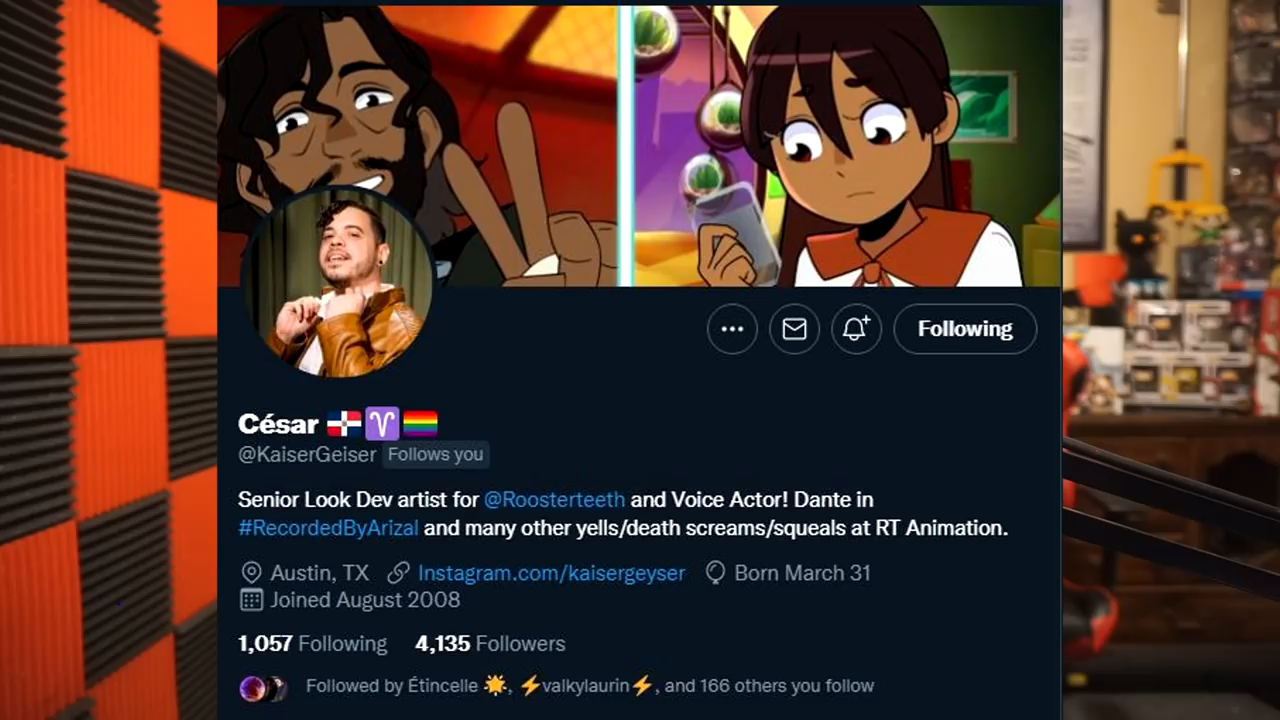 Following
César
@KaiserGeiser Follows you
Senior Look Dev artist for @Roosterteeth and Voice Actor! Dante in
#RecordedByArizal and many other yells/death screams/squeals at RT Animation.
Austin, TX Instagram.com/kaisergeyser Born March 31
Joined August 2008
1,057 Following 4,135 Followers
Followed by Étincelle 🌟, ⚡valkylaurin⚡, and 166 others you follow